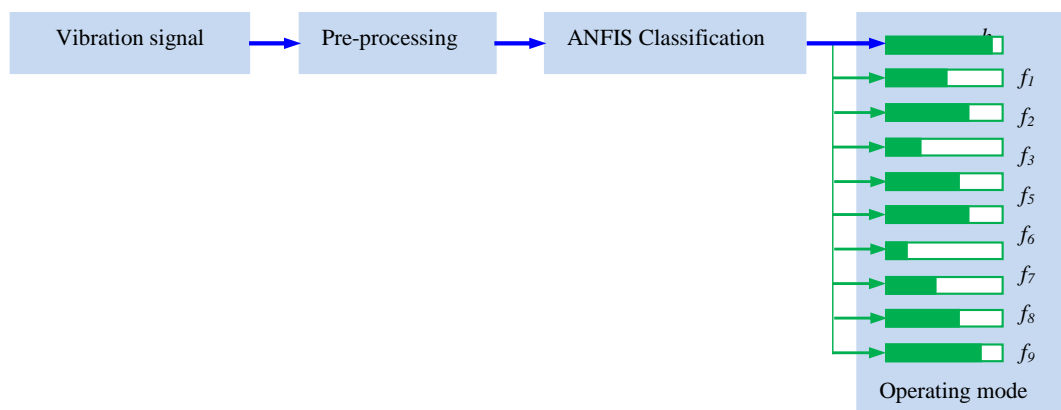 Vibration signal
Pre-processing
ANFIS Classification
f1
f2
f3
f5
f6
f7
f8
f9
Operating mode